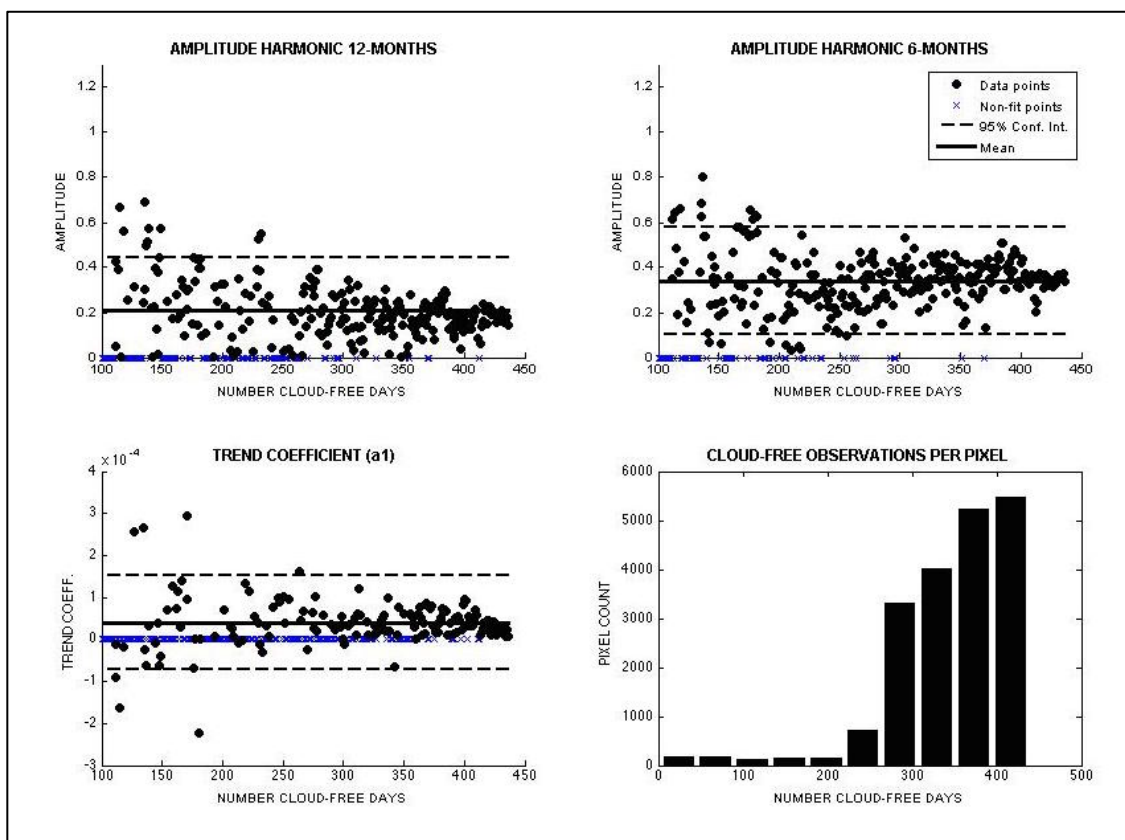 AMPLITUDE HARMONIC 12-MONTHS
1.2
1
0.8
0.6
0.4
0.2
0
AMPLITUDE
100 150 200 250 300 350 400 450
NUMBER CLOUD-FREE DAYS
AMPLITUDE HARMONIC 6-MONTHS
Data points
Non-fit points
95% Conf. Int.
Mean
1.2
1
0.8
0.6
0.4
0.2
0
AMPLITUDE
100 150 200 250 300 350 400 450
NUMBER CLOUD-FREE DAYS
TREND COEFFICIENT (a1)
× 10⁻⁴
4
3
2
1
0
-1
-2
-3
TREND COEFF.
100 150 200 250 300 350 400 450
NUMBER CLOUD-FREE DAYS
CLOUD-FREE OBSERVATIONS PER PIXEL
6000
5000
4000
3000
2000
1000
0
PIXEL COUNT
0 100 200 300 400 500
NUMBER CLOUD-FREE DAYS